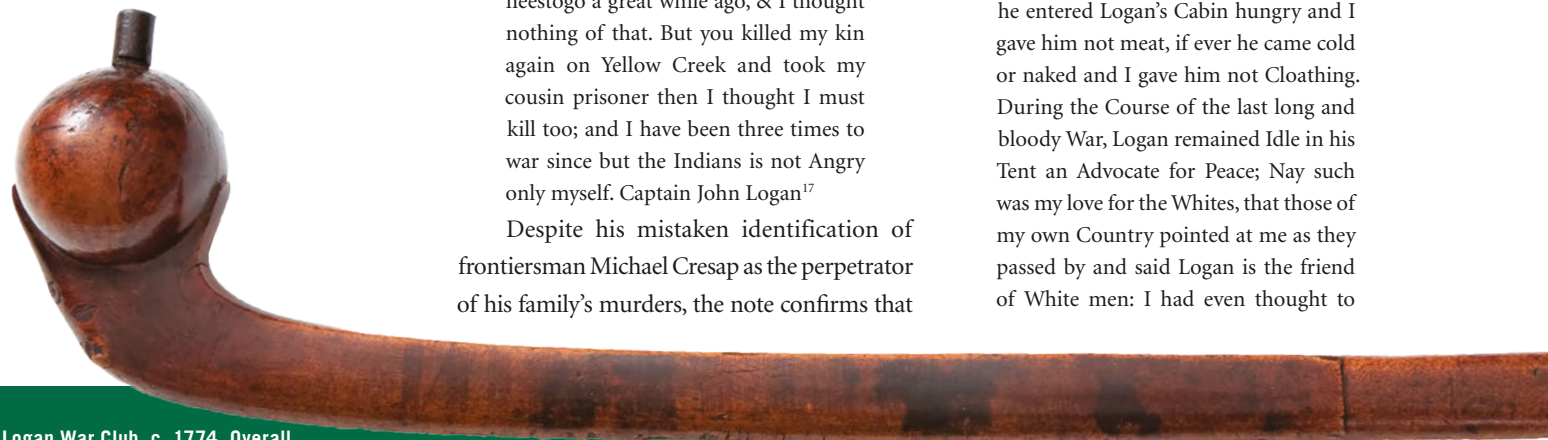 neestogo a great while ago, & I thought
nothing of that. But you killed my kin
again on Yellow Creek and took my
cousin prisoner then I thought I must
kill too; and I have been three times to
war since but the Indians is not Angry
only myself. Captain John Logan17
Despite his mistaken identification of
frontiersman Michael Cresap as the perpetrator
of his family’s murders, the note confirms that
he entered Logan’s Cabin hungry and I
gave him not meat, if ever he came cold
or naked and I gave him not Cloathing.
During the Course of the last long and
bloody War, Logan remained Idle in his
Tent an Advocate for Peace; Nay such
was my love for the Whites, that those of
my own Country pointed at me as they
passed by and said Logan is the friend
of White men: I had even thought to
Logan War Club, c. 1774. Overall